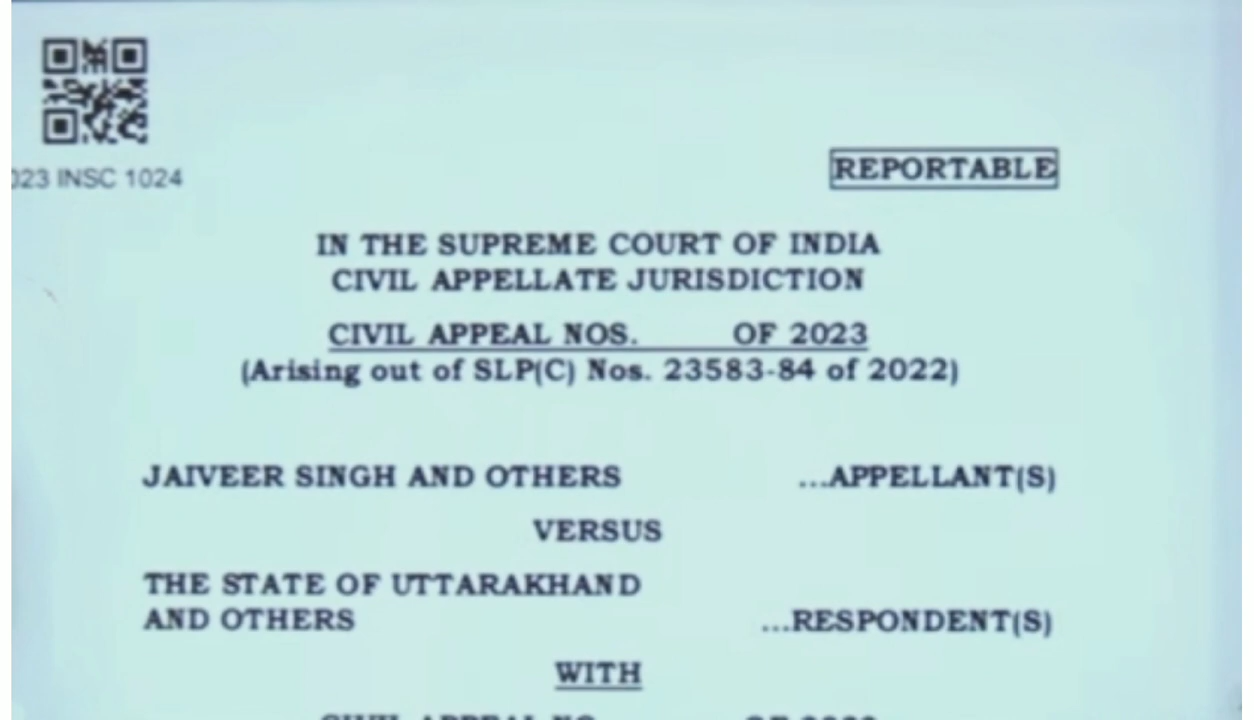 023 INSC 1024
REPORTABLE
IN THE SUPREME COURT OF INDIA
CIVIL APPELLATE JURISDICTION
CIVIL APPEAL NOS. OF 2023
(Arising out of SLP(C) Nos. 23583-84 of 2022)
JAIVEER SINGH AND OTHERS ...APPELLANT(S)
VERSUS
THE STATE OF UTTARAKHAND
AND OTHERS ...RESPONDENT(S)
WITH